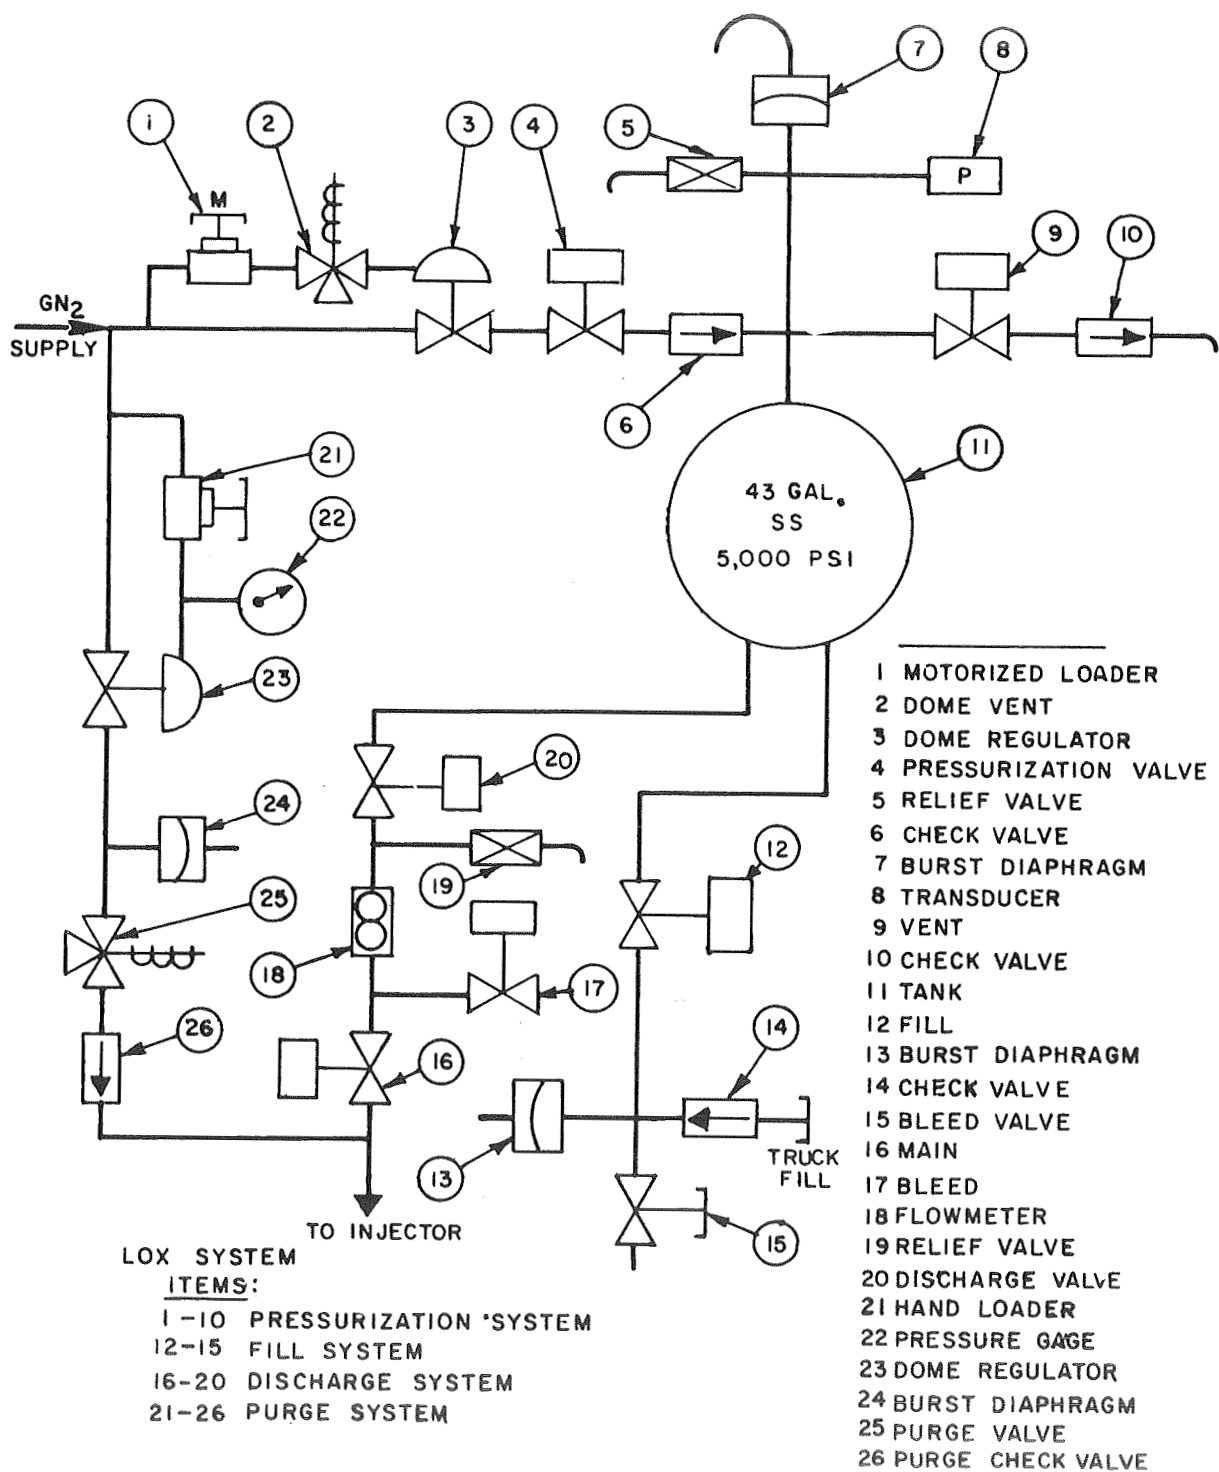 7
8
1
2
3
4
5
M
P
9
10
GN2
SUPPLY
6
11
21
43 GAL.
SS
5,000 PSI
22
23
20
24
12
19
25
18
17
26
14
16
13
TRUCK
FILL
15
TO INJECTOR
1 MOTORIZED LOADER
2 DOME VENT
3 DOME REGULATOR
4 PRESSURIZATION VALVE
5 RELIEF VALVE
6 CHECK VALVE
7 BURST DIAPHRAGM
8 TRANSDUCER
9 VENT
10 CHECK VALVE
11 TANK
12 FILL
13 BURST DIAPHRAGM
14 CHECK VALVE
15 BLEED VALVE
16 MAIN
17 BLEED
18 FLOWMETER
19 RELIEF VALVE
20 DISCHARGE VALVE
21 HAND LOADER
22 PRESSURE GAGE
23 DOME REGULATOR
24 BURST DIAPHRAGM
25 PURGE VALVE
26 PURGE CHECK VALVE
LOX SYSTEM
ITEMS:
1-10 PRESSURIZATION SYSTEM
12-15 FILL SYSTEM
16-20 DISCHARGE SYSTEM
21-26 PURGE SYSTEM